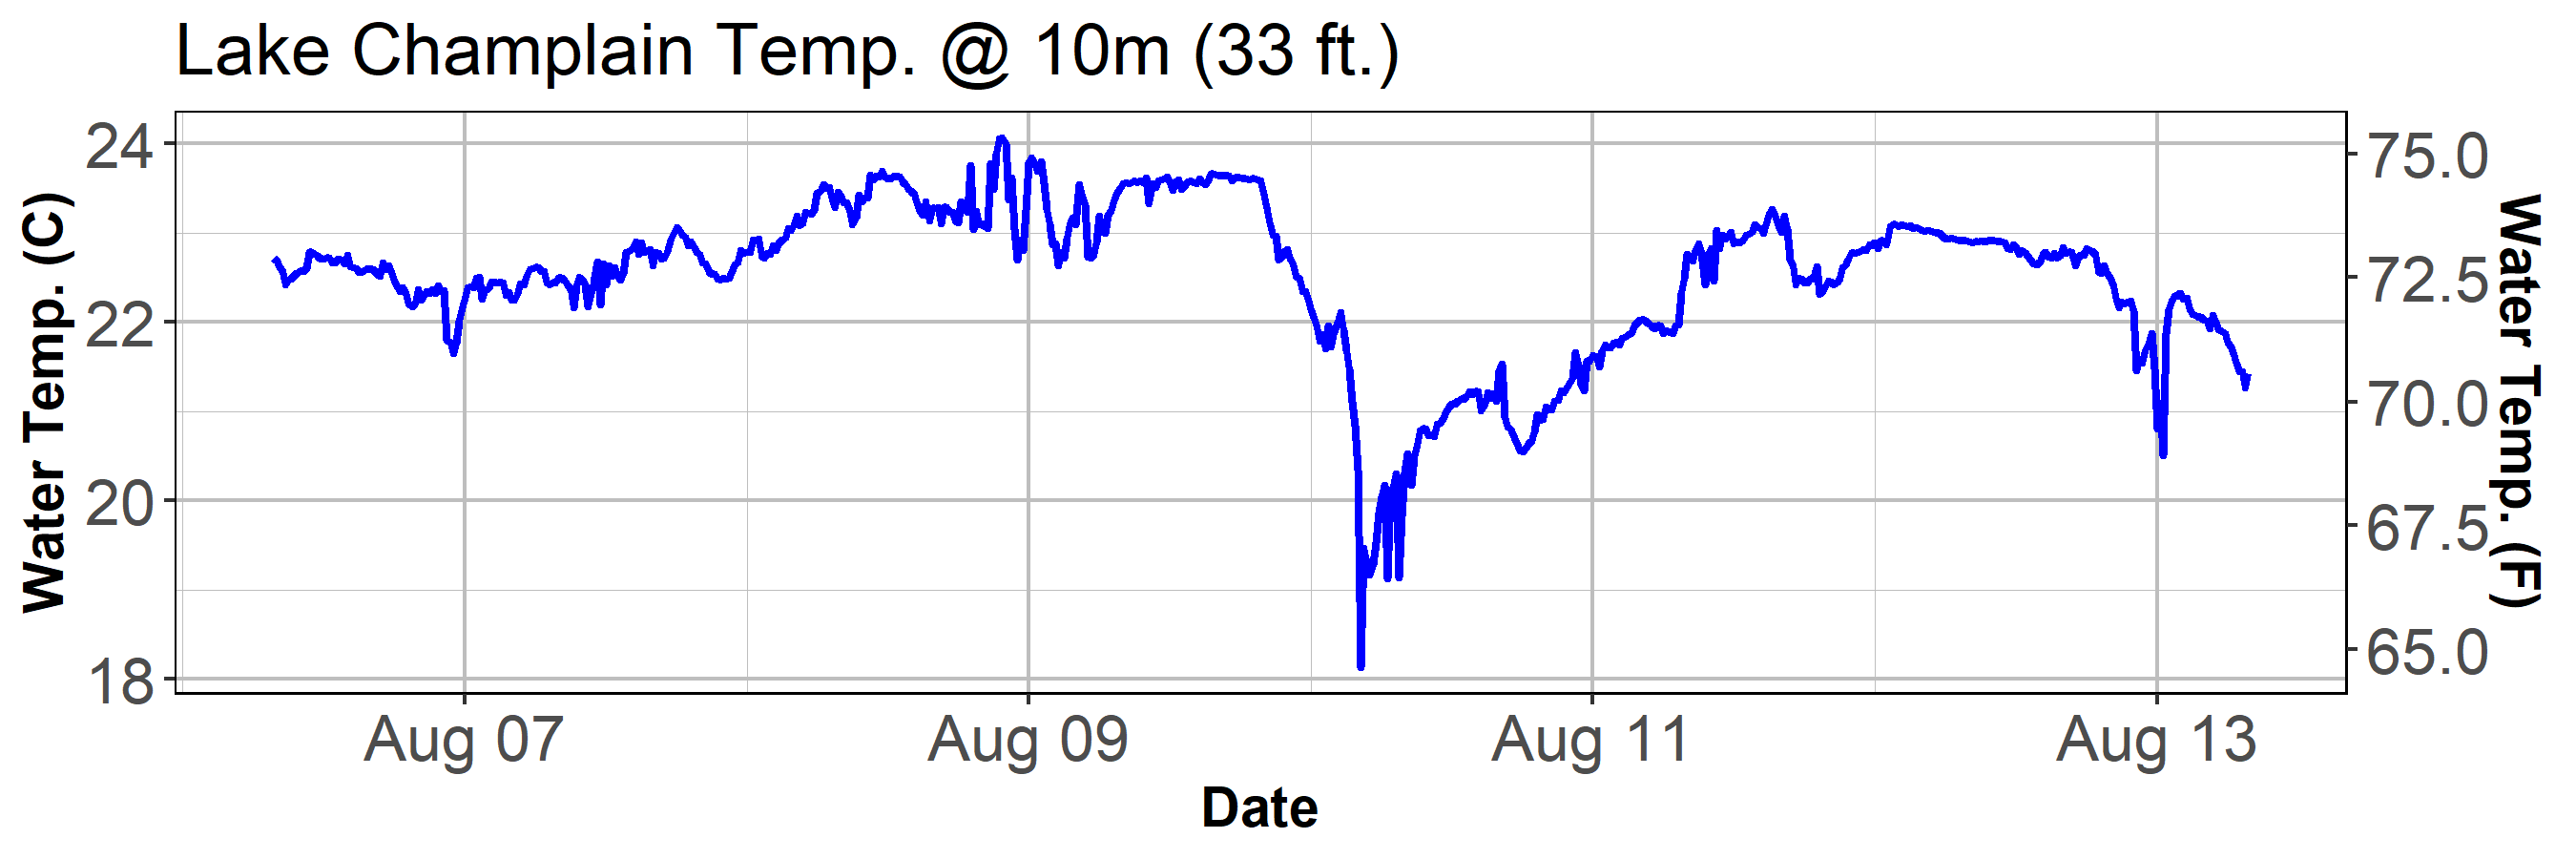 Lake Champlain Temp. @ 10m (33 ft.)
Water Temp. (C)
24
22
20
18
75.0
72.5
70.0
67.5
65.0
Water Temp. (F)
Aug 07
Aug 09
Aug 11
Aug 13
Date